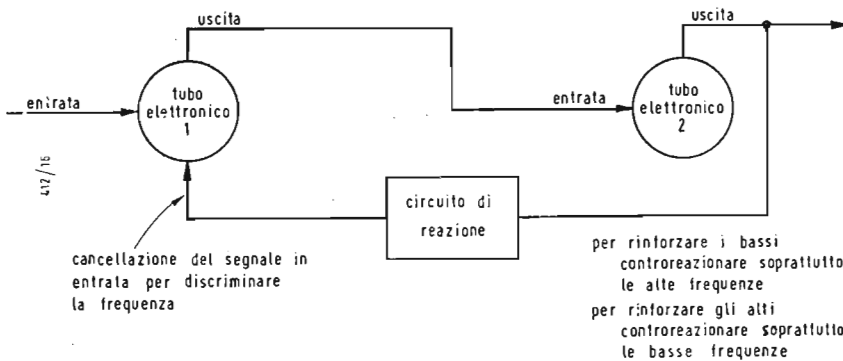 uscita
uscita
tubo
elettronico
1
entrata
entrata
tubo
elettronico
2
412/16
circuito di
reazione
cancellazione del segnale in
entrata per discriminare
la frequenza
per rinforzare i bassi
controreazionare soprattutto
le alte frequenze
per rinforzare gli alti
controreazionare soprattutto
le basse frequenze